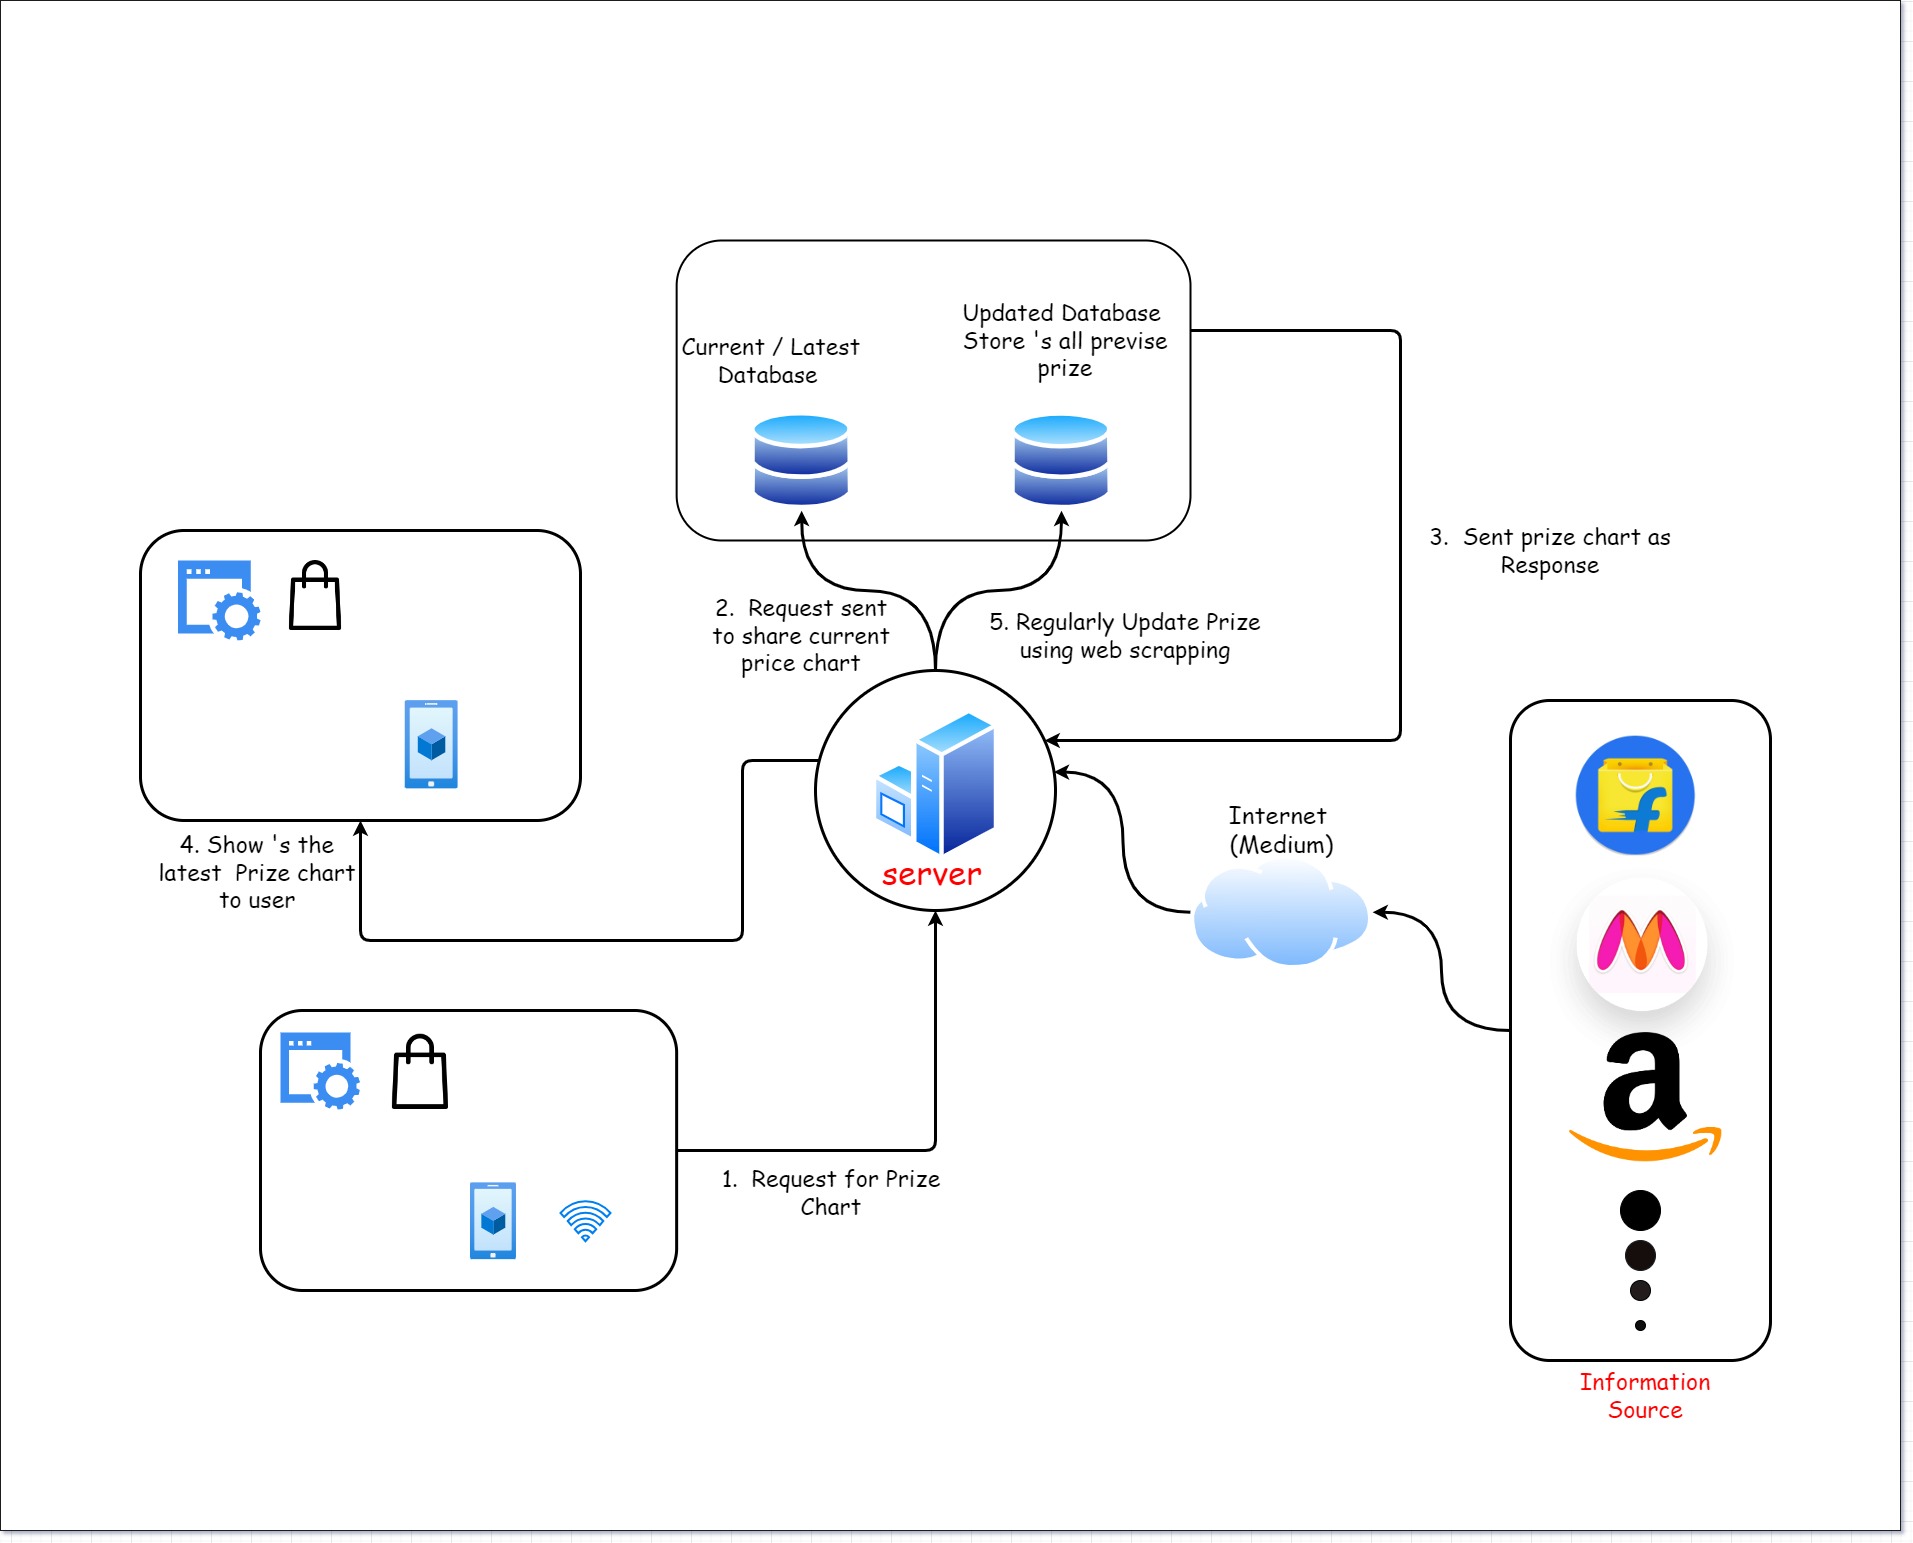 Updated Database
Store 's all previse
prize
Current / Latest
Database
3.  Sent prize chart as
Response
2.  Request sent
to share current
price chart
5. Regularly Update Prize
using web scrapping
Internet
(Medium)
4. Show 's the
latest  Prize chart
to user
server
1.  Request for Prize
Chart
Information
Source